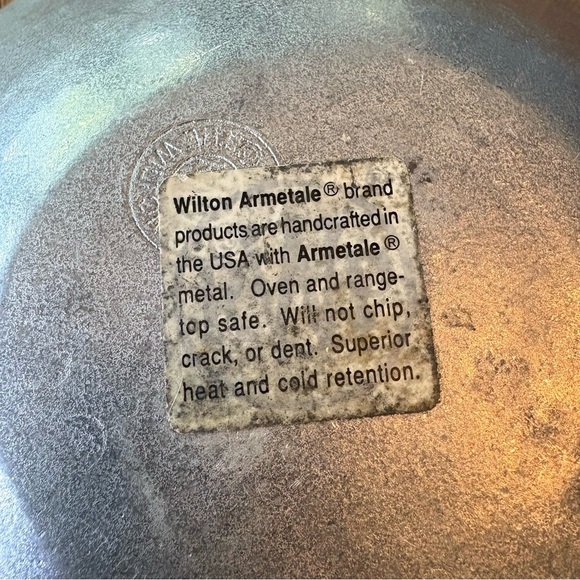 Wilton Armetale® brand
products are handcrafted in
the USA with Armetale®
metal. Oven and range-
top safe. Will not chip,
crack, or dent. Superior
heat and cold retention.